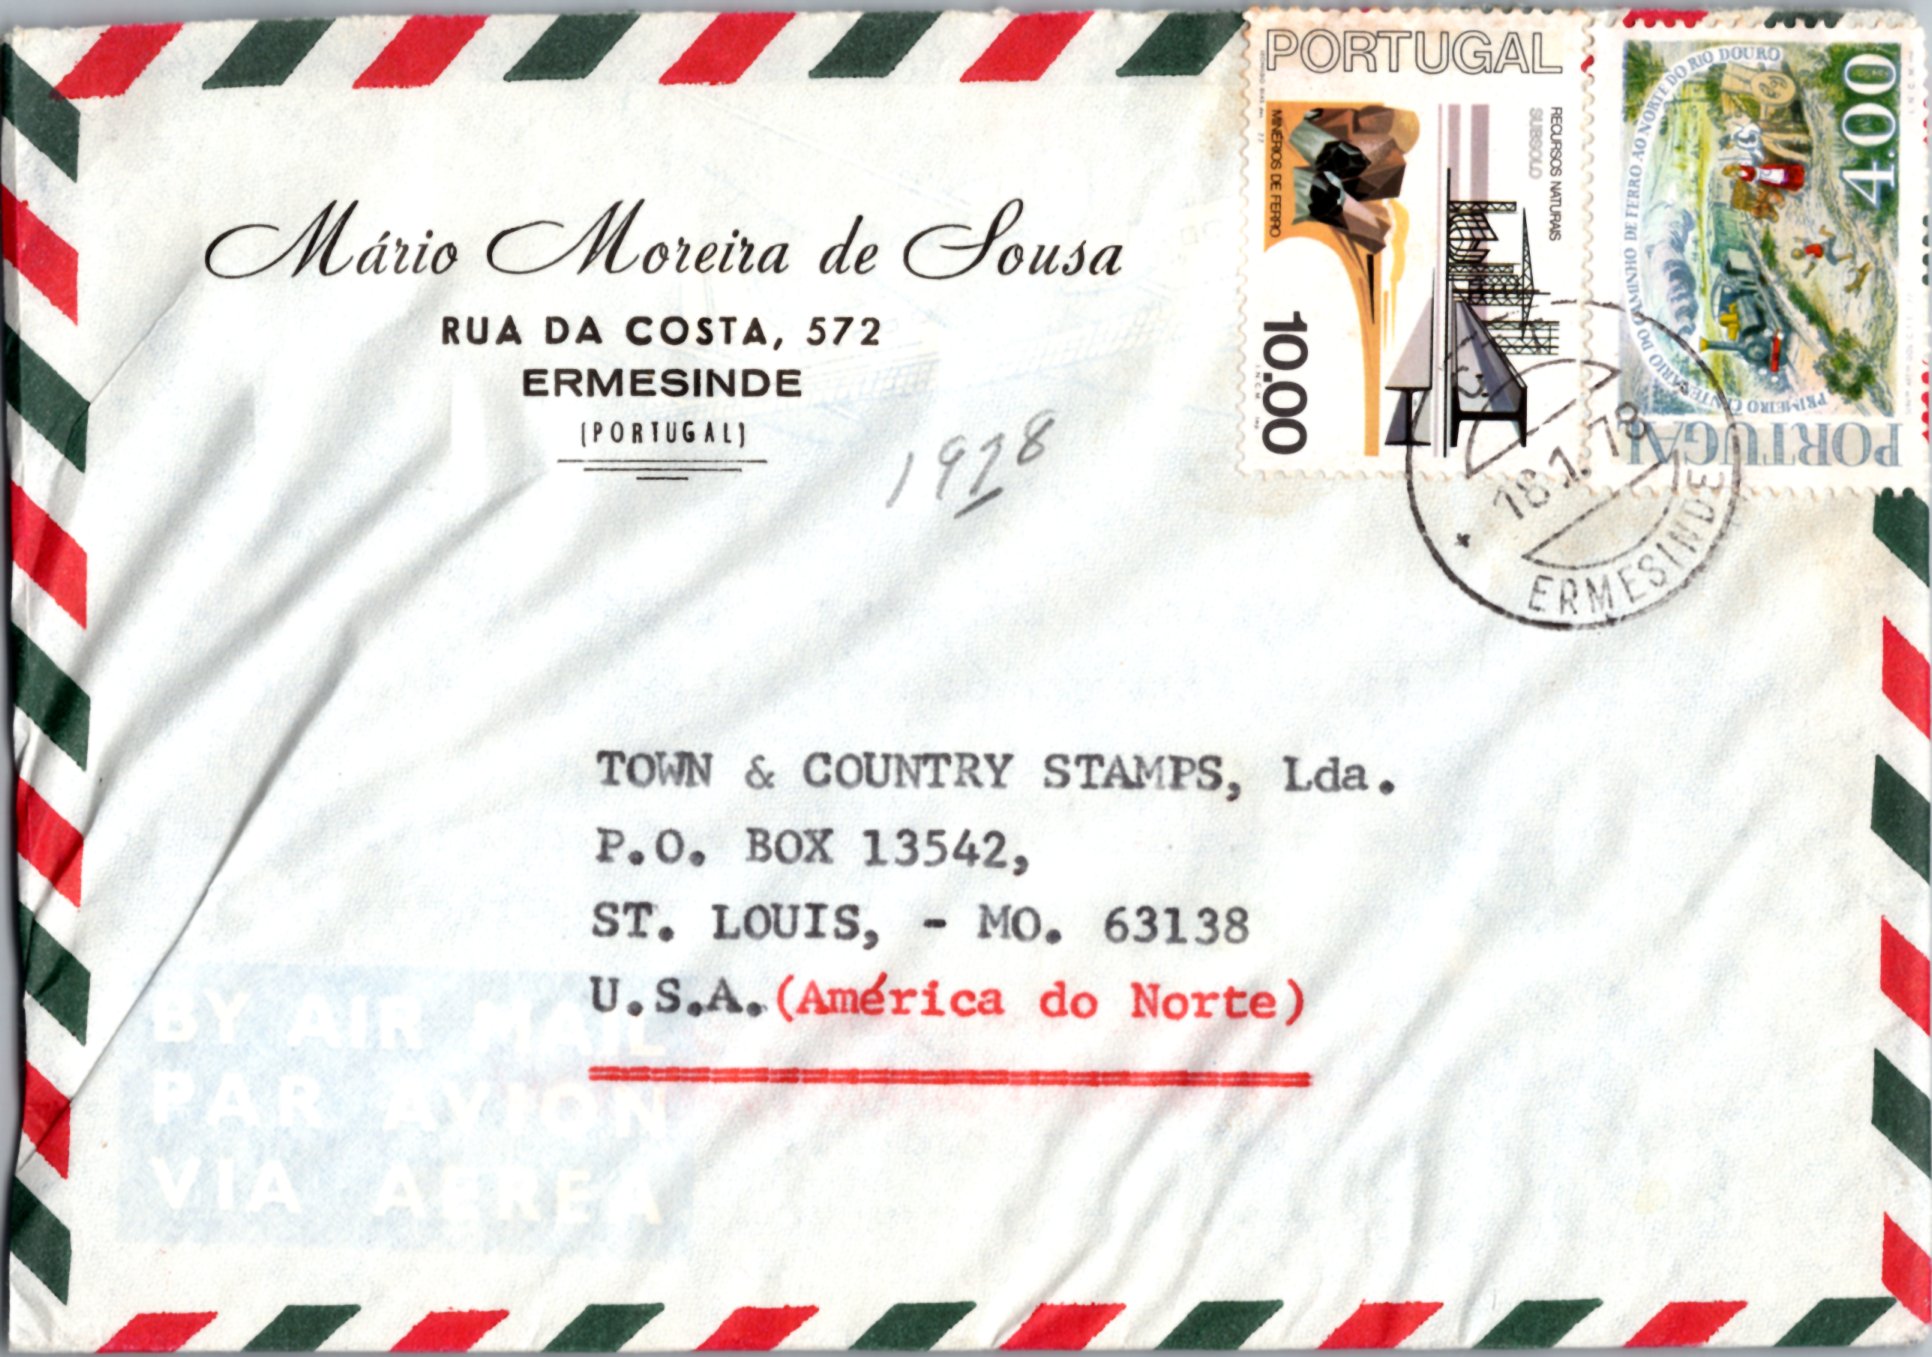 Mário Moreira de Sousa
RUA DA COSTA, 572
ERMESINDE
(PORTUGAL)
1978
PORTUGAL
RECURSOS NATURAIS
SUBSOLO
MINÉRIOS DE FERRO
10.00
PRIMEIRO CENTENÁRIO DO CAMINHO DE FERRO AO NORTE DO RIO DOURO
4.00
PORTUGAL
18.1.78
ERMESINDE
TOWN & COUNTRY STAMPS, Lda.
P.O. BOX 13542,
ST. LOUIS, - MO. 63138
U.S.A.(América do Norte)
BY AIR MAIL
PAR AVION
VIA AEREA